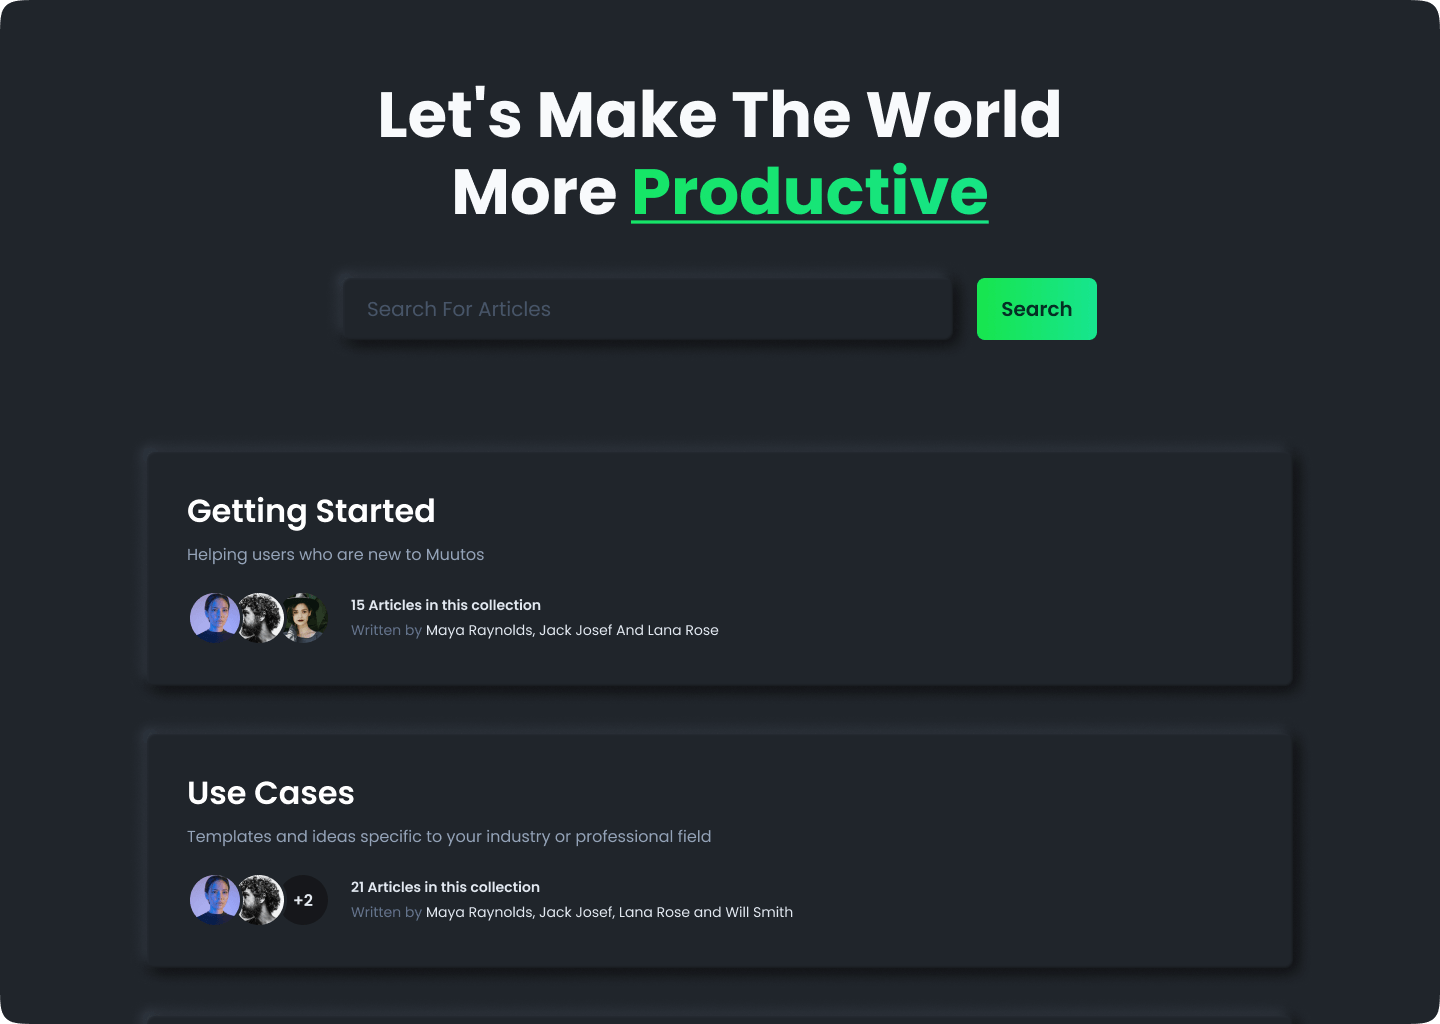 Let's Make The World
More Productive
Search For Articles
Search
Getting Started
Helping users who are new to Muutos
15 Articles in this collection
Written by Maya Raynolds, Jack Josef And Lana Rose
Use Cases
Templates and ideas specific to your industry or professional field
+2
21 Articles in this collection
Written by Maya Raynolds, Jack Josef, Lana Rose and Will Smith